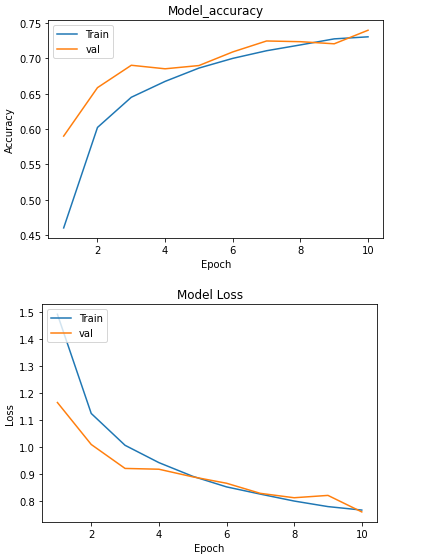 Model_accuracy
0.75
0.70
0.65
0.60
0.55
0.50
0.45
Accuracy
Train
val
2 4 6 8 10
Epoch
Model Loss
1.5
1.4
1.3
1.2
1.1
1.0
0.9
0.8
Loss
Train
val
2 4 6 8 10
Epoch